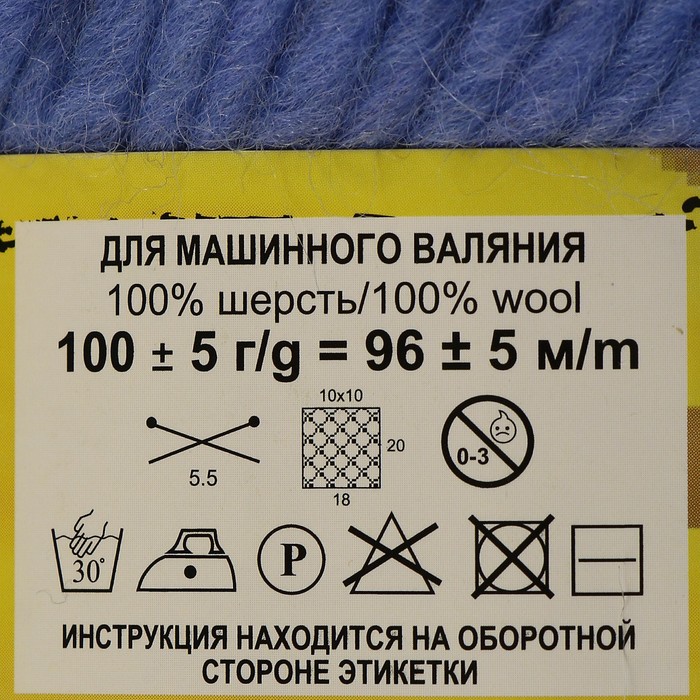 ДЛЯ МАШИННОГО ВАЛЯНИЯ
100% шерсть/100% wool
100 ± 5 г/g = 96 ± 5 м/m
10x10
20
18
5.5
0-3
30°
P
ИНСТРУКЦИЯ НАХОДИТСЯ НА ОБОРОТНОЙ
СТОРОНЕ ЭТИКЕТКИ